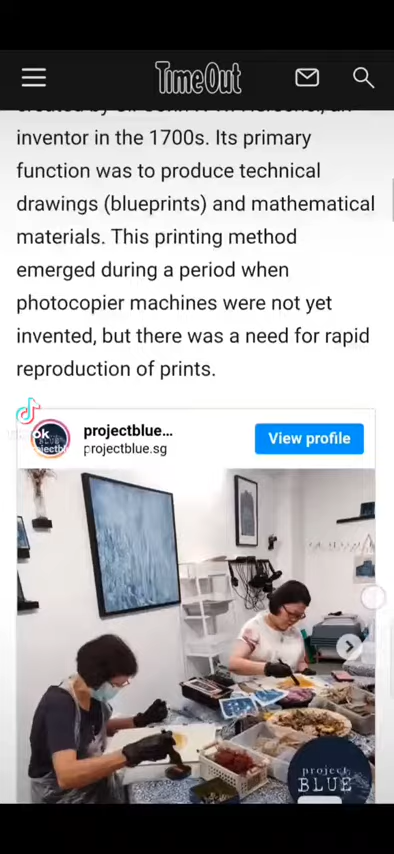 TimeOut
inventor in the 1700s. Its primary
function was to produce technical
drawings (blueprints) and mathematical
materials. This printing method
emerged during a period when
photocopier machines were not yet
invented, but there was a need for rapid
reproduction of prints.
projectblue...
View profile
projectblue.sg
project
BLUE